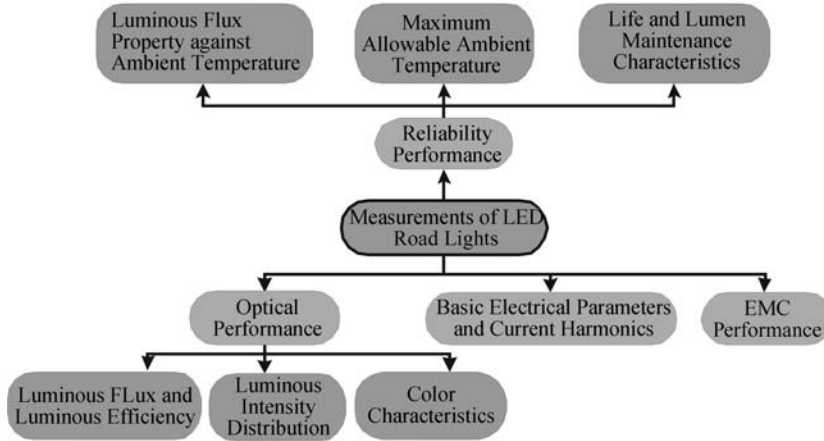 Luminous Flux
Property against
Ambient Temperature
Maximum
Allowable Ambient
Temperature
Life and Lumen
Maintenance
Characteristics
Reliability
Performance
Measurements of LED
Road Lights
Optical
Performance
Basic Electrical Parameters
and Current Harmonics
EMC
Performance
Luminous FLux and
Luminous Efficiency
Luminous
Intensity
Distribution
Color
Characteristics